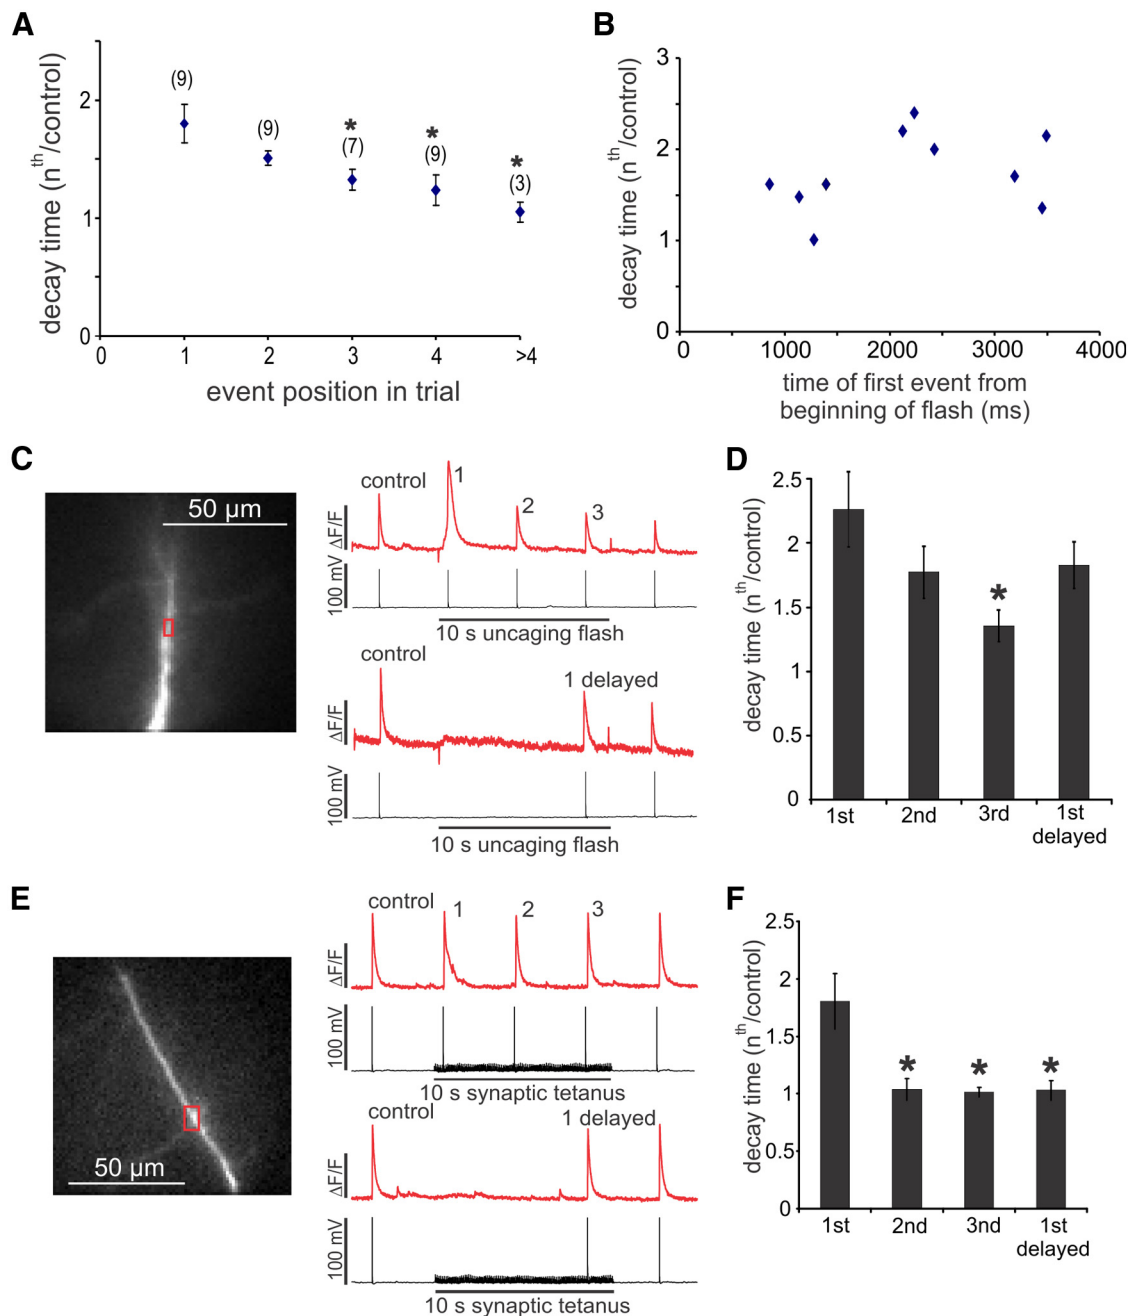 A
decay time (nth/control)
2
1
0
(9)
(9)
*
(7)
*
(9)
*
(3)
0 1 2 3 4 >4
event position in trial
B
decay time (nth/control)
3
2
1
0
0 1000 2000 3000 4000
time of first event from
beginning of flash (ms)
C
50 µm
control
1
2
3
ΔF/F
100 mV
10 s uncaging flash
control
1 delayed
ΔF/F
100 mV
10 s uncaging flash
D
decay time (nth/control)
2.5
2
1.5
1
0.5
0
*
1st 2nd 3rd 1st
delayed
E
50 µm
control
1
2
3
ΔF/F
100 mV
10 s synaptic tetanus
control
1 delayed
ΔF/F
100 mV
10 s synaptic tetanus
F
decay time (nth/control)
2.5
2
1.5
1
0.5
0
* * *
1st 2nd 3nd 1st
delayed